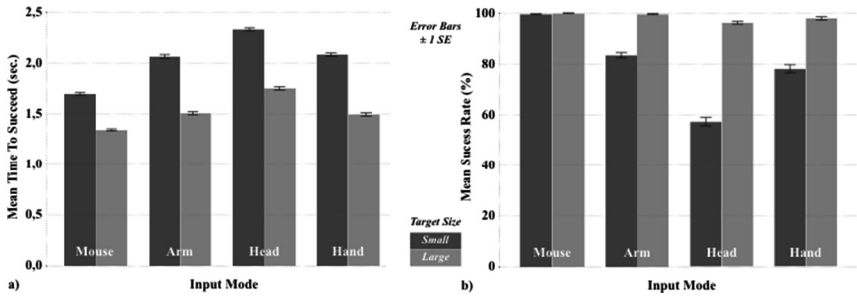 2,5
2,0
1,5
1,0
0,5
0,0
Mean Time To Succeed (sec.)
Mouse
Arm
Head
Hand
Input Mode
a)
Error Bars
± 1 SE
Target Size
Small
Large
100
80
60
40
20
0
Mean Sucess Rate (%)
Mouse
Arm
Head
Hand
Input Mode
b)